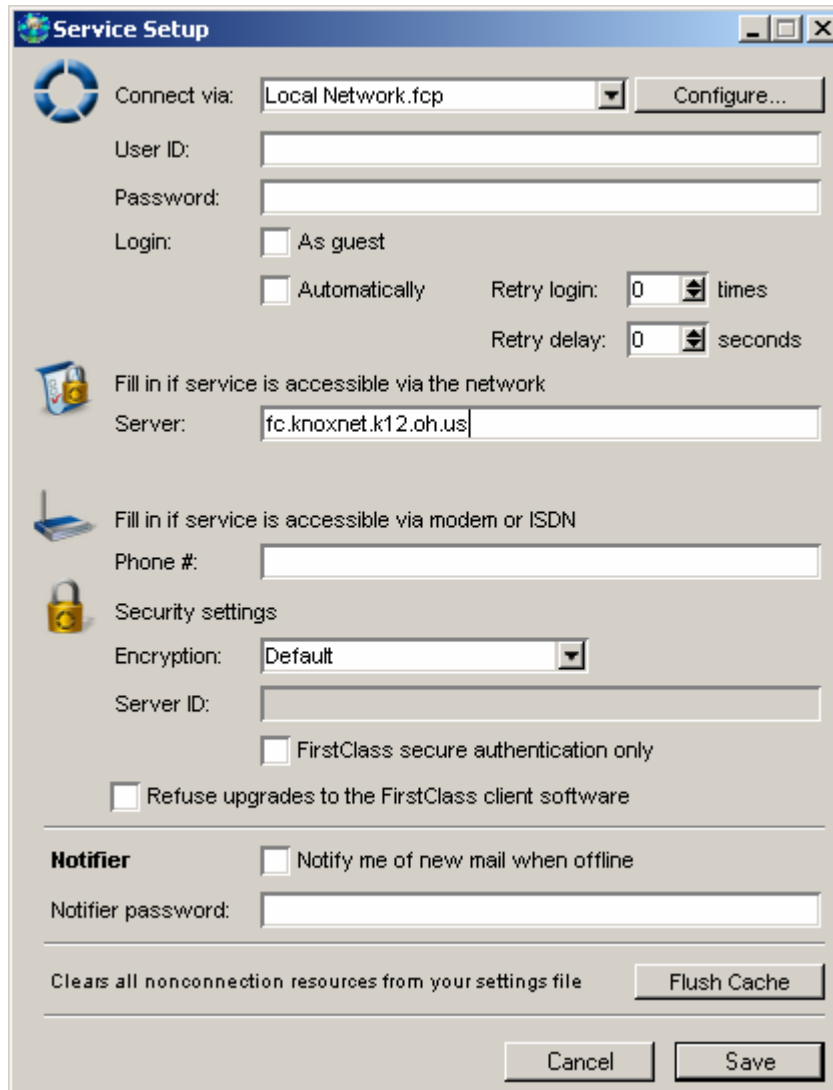 Service Setup
Connect via: Local Network.fcp Configure...
User ID:
Password:
Login: As guest
Automatically Retry login: 0 times
Retry delay: 0 seconds
Fill in if service is accessible via the network
Server: fc.knoxnet.k12.oh.us
Fill in if service is accessible via modem or ISDN
Phone #:
Security settings
Encryption: Default
Server ID:
FirstClass secure authentication only
Refuse upgrades to the FirstClass client software
Notifier Notify me of new mail when offline
Notifier password:
Clears all nonconnection resources from your settings file Flush Cache
Cancel Save